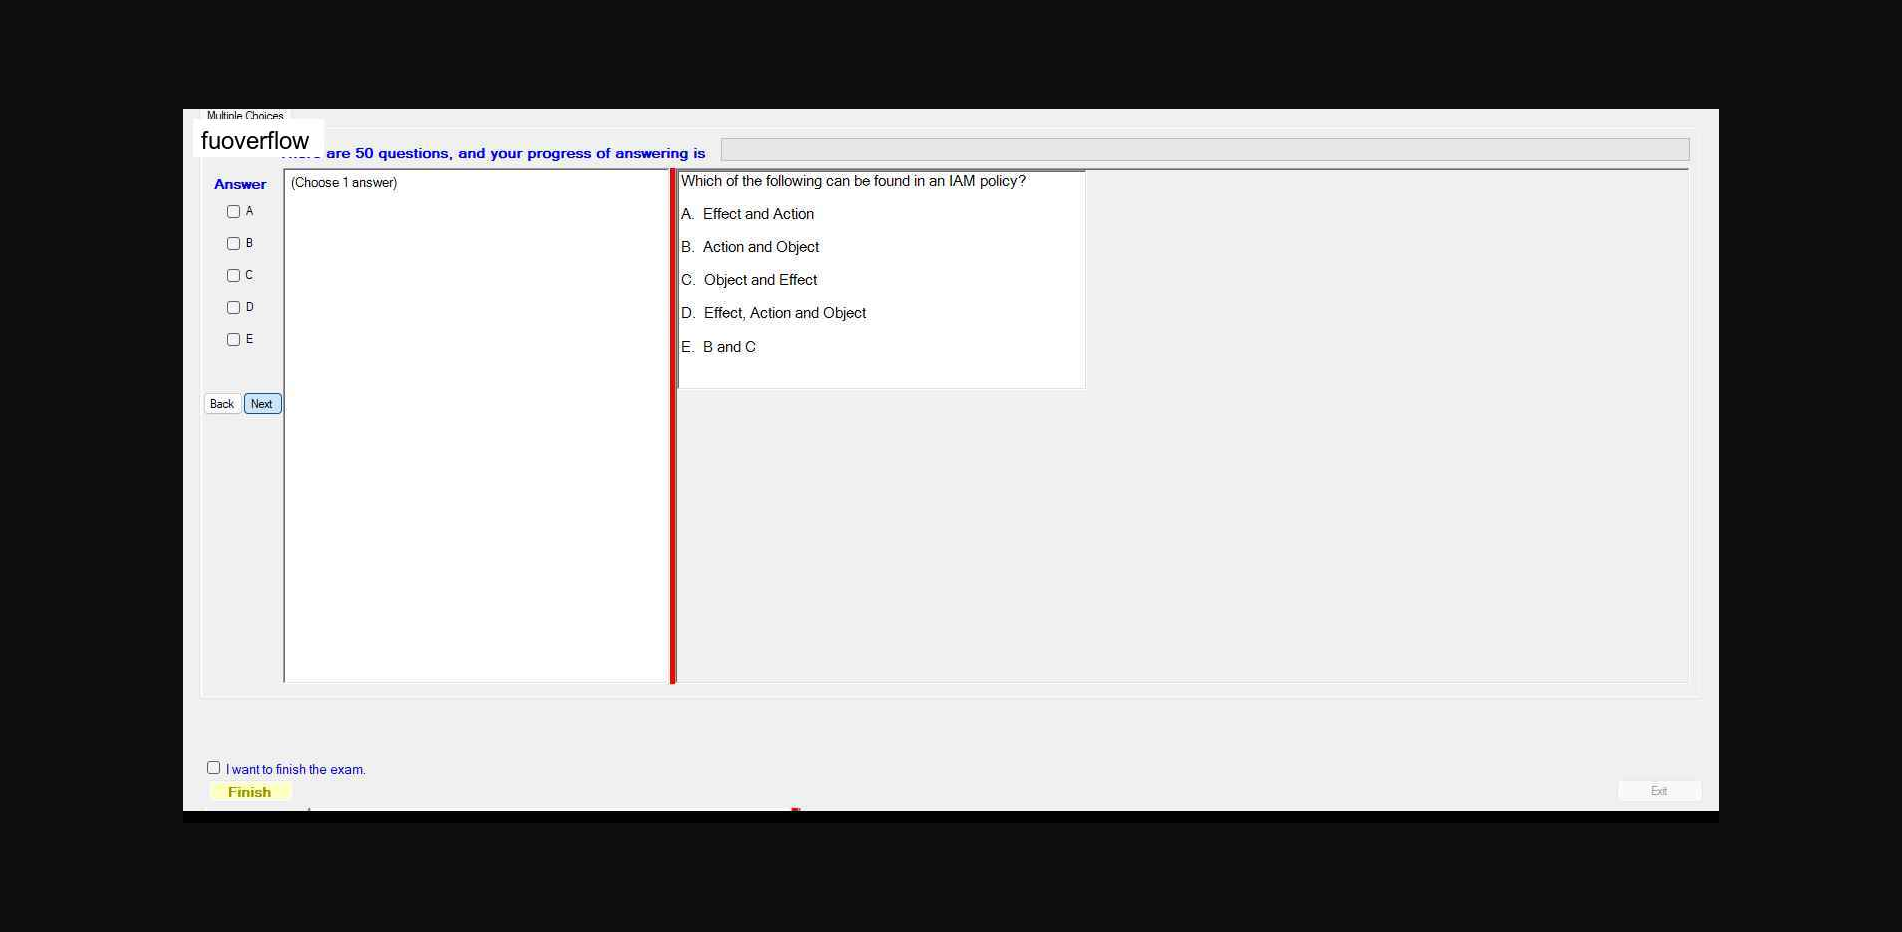 Multiple Choices
fuoverflow
are 50 questions, and your progress of answering is
Answer
(Choose 1 answer)
A
B
C
D
E
Back Next
Which of the following can be found in an IAM policy?
A. Effect and Action
B. Action and Object
C. Object and Effect
D. Effect, Action and Object
E. B and C
I want to finish the exam.
Finish
Exit